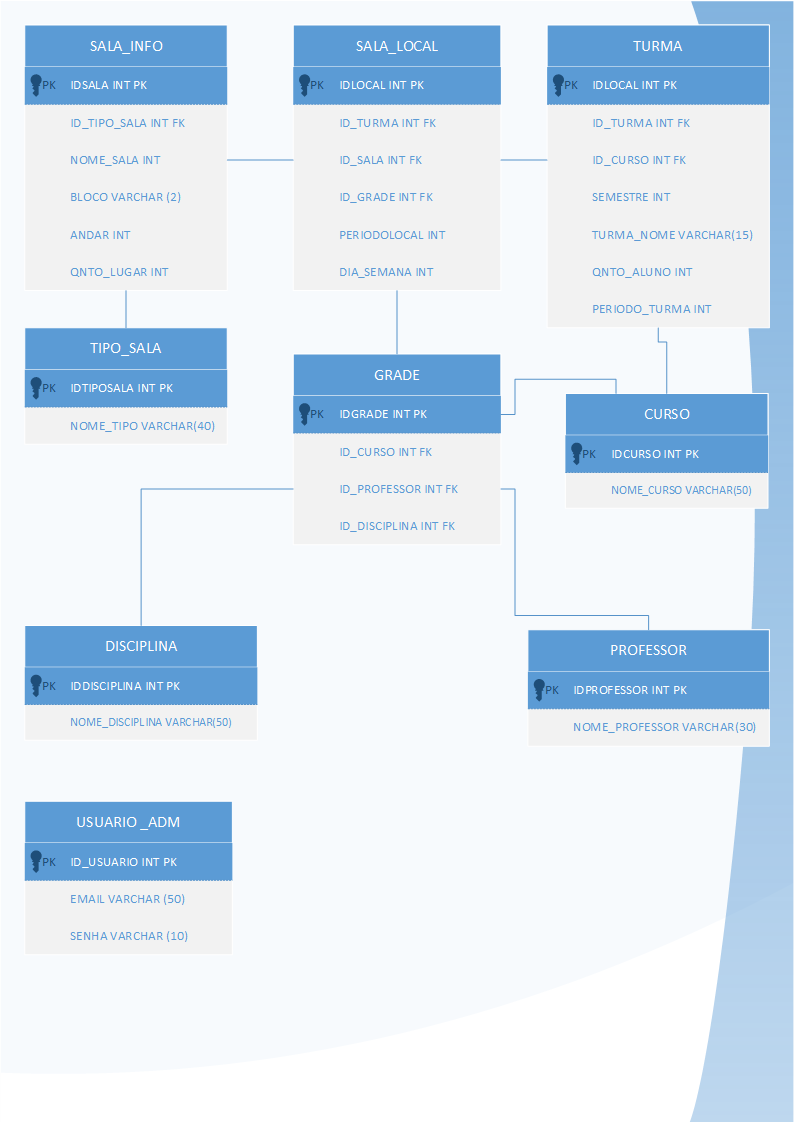 SALA_INFO
PK IDSALA INT PK
ID_TIPO_SALA INT FK
NOME_SALA INT
BLOCO VARCHAR (2)
ANDAR INT
QNTO_LUGAR INT
SALA_LOCAL
PK IDLOCAL INT PK
ID_TURMA INT FK
ID_SALA INT FK
ID_GRADE INT FK
PERIODOLOCAL INT
DIA_SEMANA INT
TURMA
PK IDLOCAL INT PK
ID_TURMA INT FK
ID_CURSO INT FK
SEMESTRE INT
TURMA_NOME VARCHAR(15)
QNTO_ALUNO INT
PERIODO_TURMA INT
TIPO_SALA
PK IDTIPOSALA INT PK
NOME_TIPO VARCHAR(40)
GRADE
PK IDGRADE INT PK
ID_CURSO INT FK
ID_PROFESSOR INT FK
ID_DISCIPLINA INT FK
CURSO
PK IDCURSO INT PK
NOME_CURSO VARCHAR(50)
DISCIPLINA
PK IDDISCIPLINA INT PK
NOME_DISCIPLINA VARCHAR(50)
PROFESSOR
PK IDPROFESSOR INT PK
NOME_PROFESSOR VARCHAR(30)
USUARIO _ADM
PK ID_USUARIO INT PK
EMAIL VARCHAR (50)
SENHA VARCHAR (10)